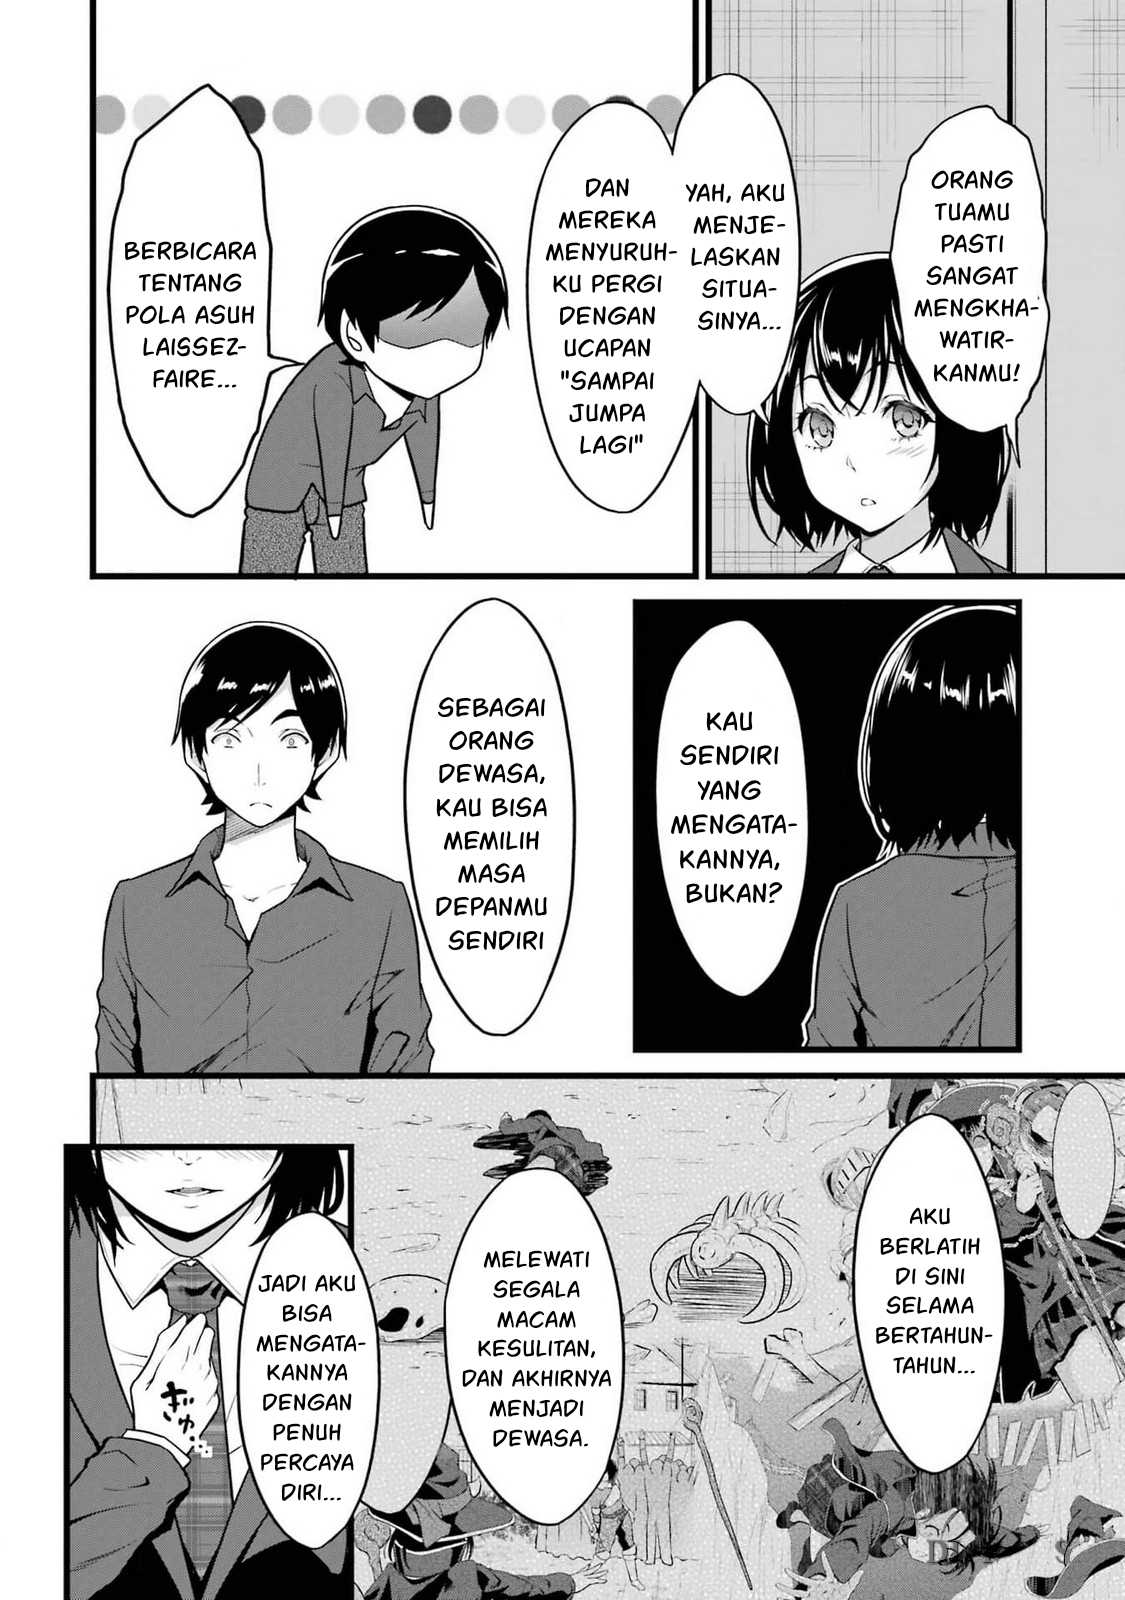 ORANG
TUAMU
PASTI
SANGAT
MENGKHA-
WATIR-
KANMU!
YAH, AKU
MENJE-
LASKAN
SITUA-
SINYA...
DAN
MEREKA
MENYURUH-
KU PERGI
DENGAN
UCAPAN
"SAMPAI
JUMPA
LAGI"
BERBICARA
TENTANG
POLA ASUH
LAISSEZ-
FAIRE...
KAU
SENDIRI
YANG
MENGATA-
KANNYA,
BUKAN?
SEBAGAI
ORANG
DEWASA,
KAU BISA
MEMILIH
MASA
DEPANMU
SENDIRI
AKU
BERLATIH
DI SINI
SELAMA
BERTAHUN-
TAHUN...
MELEWATI
SEGALA
MACAM
KESULITAN,
DAN AKHIRNYA
MENJADI
DEWASA.
JADI AKU
BISA
MENGATA-
KANNYA
DENGAN
PENUH
PERCAYA
DIRI...
ぎゅ